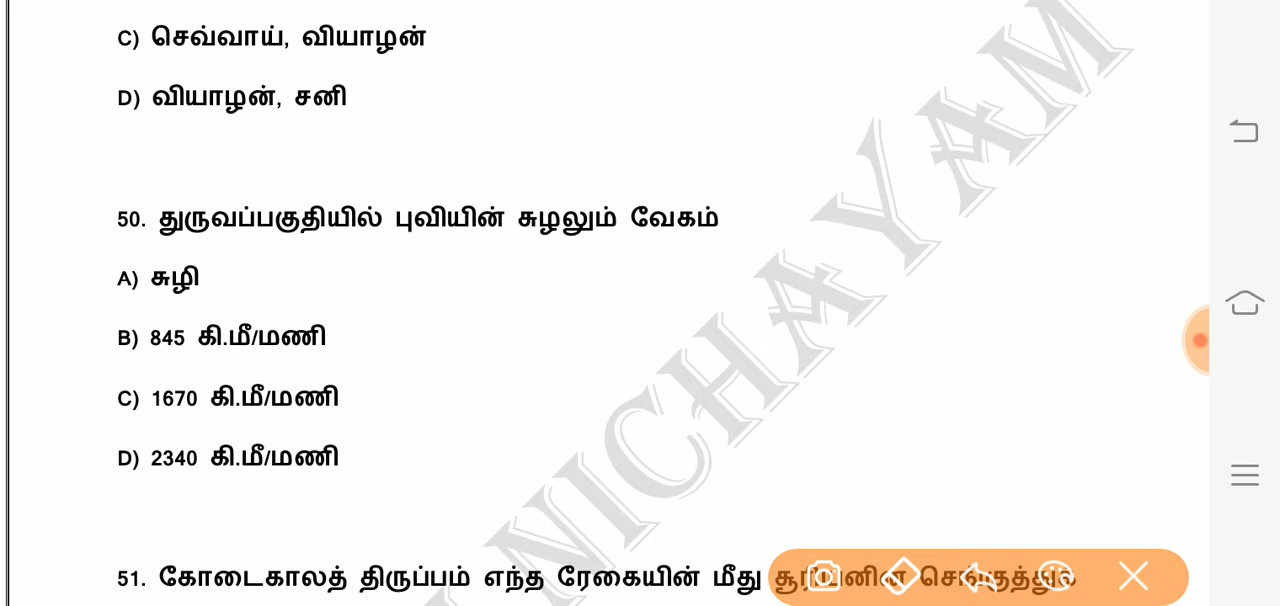 C) செவ்வாய், வியாழன்
D) வியாழன், சனி
50. துருவப்பகுதியில் புவியின் சுழலும் வேகம்
A) சுழி
B) 845 கி.மீ/மணி
C) 1670 கி.மீ/மணி
D) 2340 கி.மீ/மணி
51. கோடைகாலத் திருப்பம் எந்த ரேகையின் மீது சூரியனின்
NICHAYAM